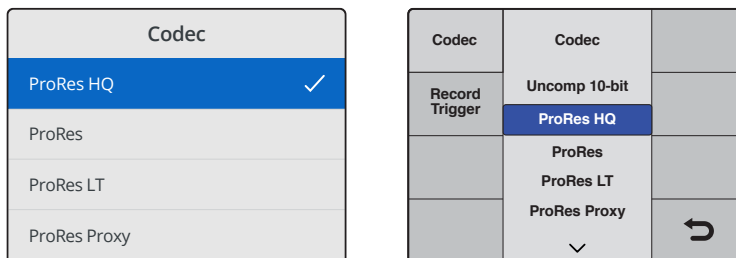 Codec
ProRes HQ
ProRes
ProRes LT
ProRes Proxy
Codec
Record
Trigger
Codec
Uncomp 10-bit
ProRes HQ
ProRes
ProRes LT
ProRes Proxy